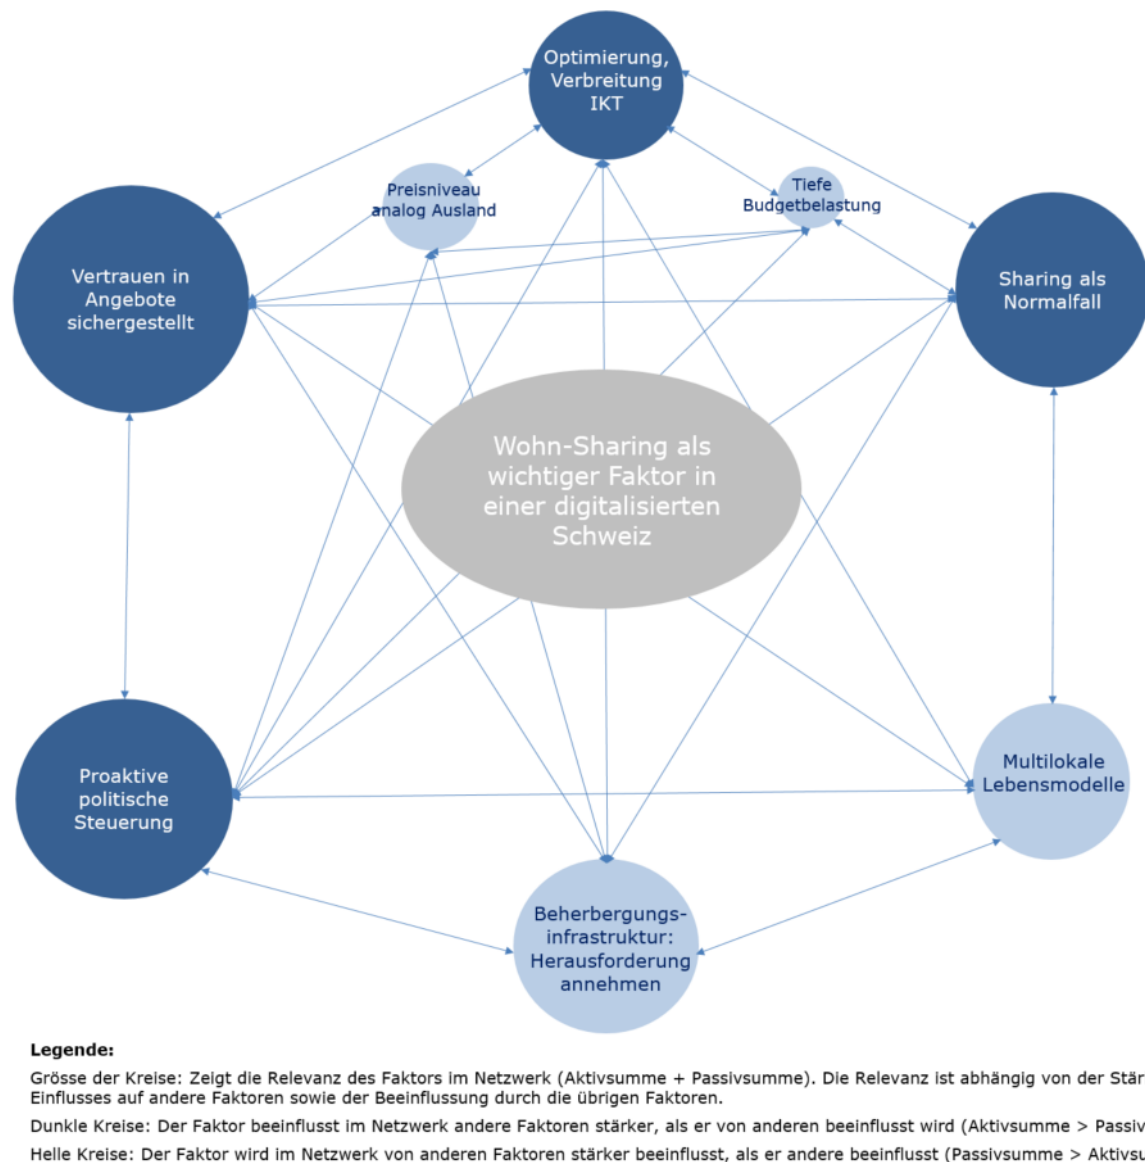 Optimierung,
Verbreitung
IKT
Preisniveau
analog Ausland
Tiefe
Budgetbelastung
Vertrauen in
Angebote
sichergestellt
Sharing als
Normalfall
Wohn-Sharing als
wichtiger Faktor in
einer digitalisierten
Schweiz
Proaktive
politische
Steuerung
Multilokale
Lebensmodelle
Beherbergungs-
infrastruktur:
Herausforderung
annehmen
Legende:
Grösse der Kreise: Zeigt die Relevanz des Faktors im Netzwerk (Aktivsumme + Passivsumme). Die Relevanz ist abhängig von der
Einflusses auf andere Faktoren sowie der Beeinflussung durch die übrigen Faktoren.
Dunkle Kreise: Der Faktor beeinflusst im Netzwerk andere Faktoren stärker, als er von anderen beeinflusst wird (Aktivsumme >
Helle Kreise: Der Faktor wird im Netzwerk von anderen Faktoren stärker beeinflusst, als er andere beeinflusst (Passivsumme >